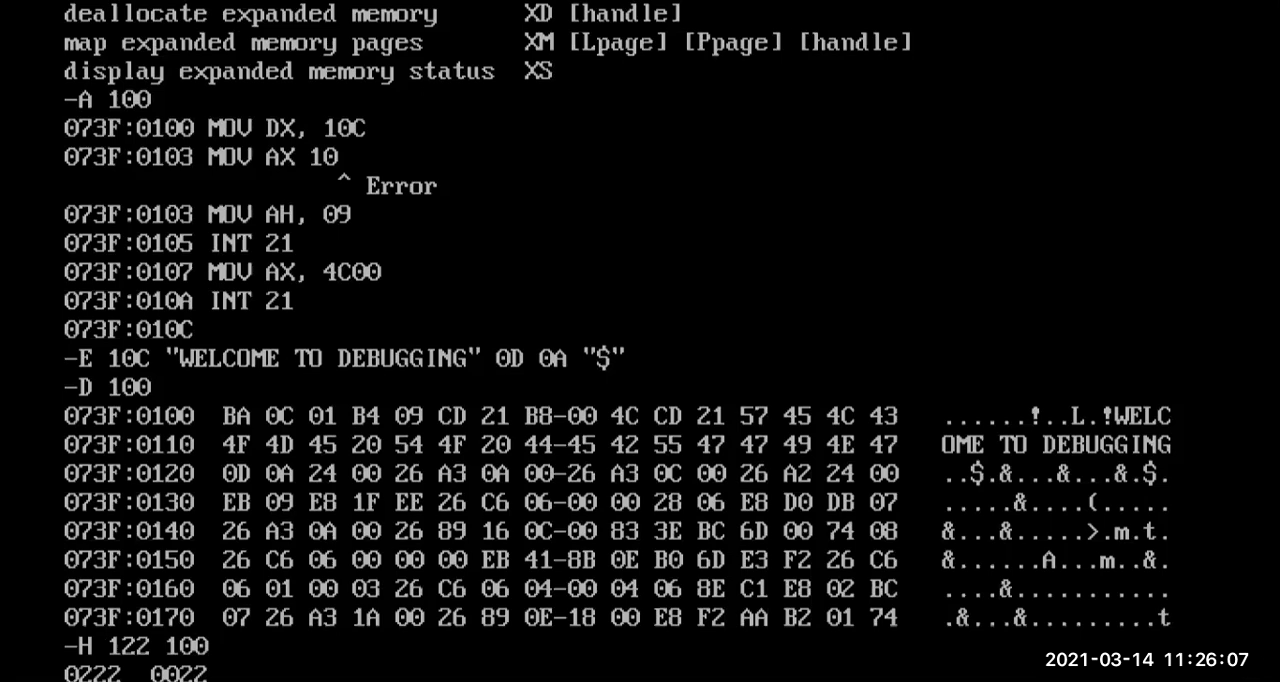 deallocate expanded memory      XD [handle]
map expanded memory pages       XM [Lpage] [Ppage] [handle]
display expanded memory status  XS
-A 100
073F:0100 MOV DX, 10C
073F:0103 MOV AX 10
                   ^ Error
073F:0103 MOV AH, 09
073F:0105 INT 21
073F:0107 MOV AX, 4C00
073F:010A INT 21
073F:010C
-E 10C "WELCOME TO DEBUGGING" 0D 0A "$"
-D 100
073F:0100  BA 0C 01 B4 09 CD 21 B8-00 4C CD 21 57 45 4C 43   ......!..L.!WELC
073F:0110  4F 4D 45 20 54 4F 20 44-45 42 55 47 47 49 4E 47   OME TO DEBUGGING
073F:0120  0D 0A 24 00 26 A3 0A 00-26 A3 0C 00 26 A2 24 00   ..$.&...&...&.$.
073F:0130  EB 09 E8 1F EE 26 C6 06-00 00 28 06 E8 D0 DB 07   .....&....(.....
073F:0140  26 A3 0A 00 26 89 16 0C-00 83 3E BC 6D 00 74 08   &...&.....>.m.t.
073F:0150  26 C6 06 00 00 00 EB 41-8B 0E B0 6D E3 F2 26 C6   &......A...m..&.
073F:0160  06 01 00 03 26 C6 06 04-00 04 06 8E C1 E8 02 BC   ....&...........
073F:0170  07 26 A3 1A 00 26 89 0E-18 00 E8 F2 AA B2 01 74   .&...&.........t
-H 122 100
0222  0022
2021-03-14 11:26:07